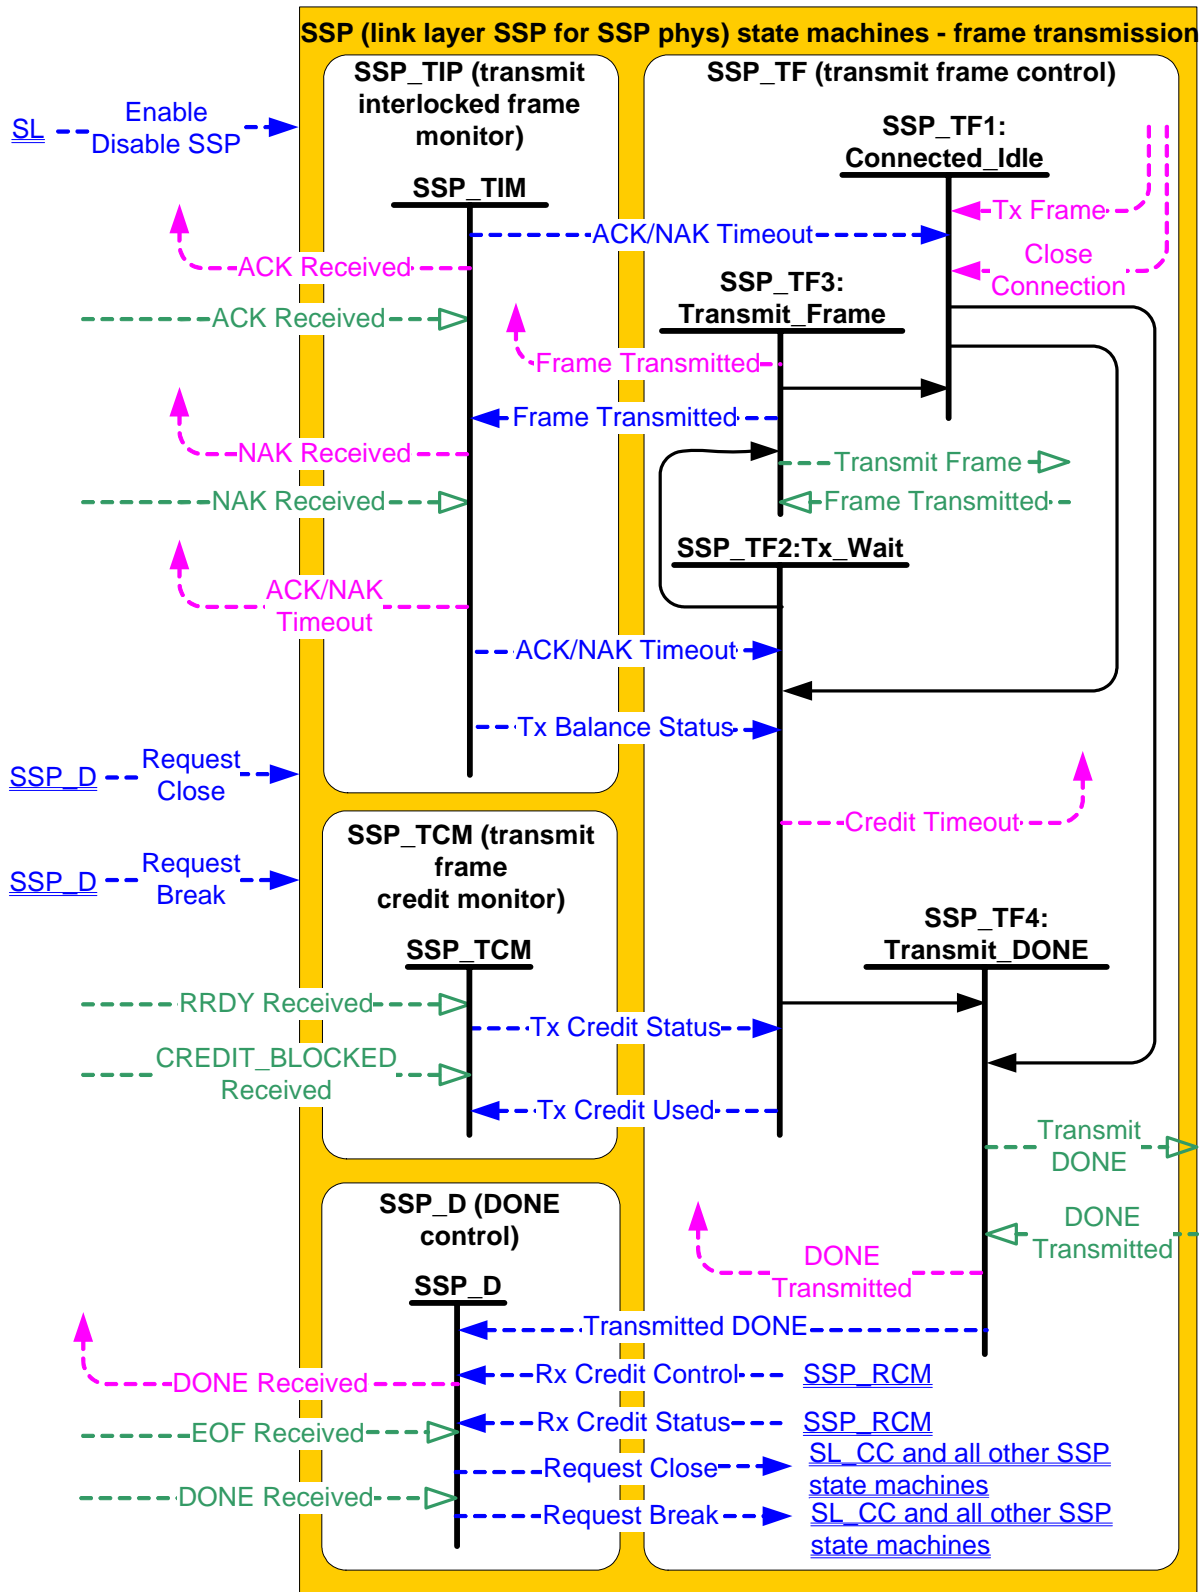 SSP (link layer SSP for SSP phys) state machines - frame transmission
SSP_TIP (transmit
interlocked frame
monitor)
SSP_TF (transmit frame control)
SL
Enable
Disable SSP
SSP_TF1:
Connected_Idle
SSP_TIM
Tx Frame
ACK/NAK Timeout
Close
Connection
ACK Received
SSP_TF3:
Transmit_Frame
ACK Received
Frame Transmitted
Frame Transmitted
NAK Received
Transmit Frame
NAK Received
Frame Transmitted
SSP_TF2:Tx_Wait
ACK/NAK
Timeout
ACK/NAK Timeout
Tx Balance Status
SSP_D
Request
Close
Credit Timeout
SSP_TCM (transmit
frame
credit monitor)
SSP_D
Request
Break
SSP_TF4:
Transmit_DONE
SSP_TCM
RRDY Received
Tx Credit Status
CREDIT_BLOCKED
Received
Tx Credit Used
Transmit
DONE
SSP_D (DONE
control)
DONE
Transmitted
DONE
Transmitted
SSP_D
Transmitted DONE
DONE Received
Rx Credit Control
SSP_RCM
EOF Received
Rx Credit Status
SSP_RCM
Request Close
SL_CC and all other SSP
state machines
DONE Received
Request Break
SL_CC and all other SSP
state machines